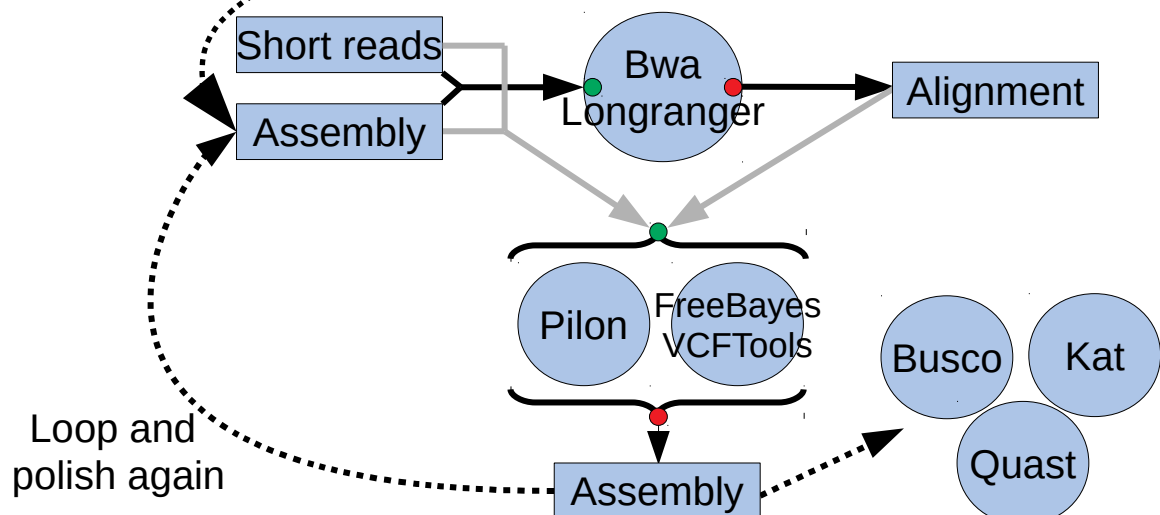 Short reads
Assembly
Bwa
Longranger
Alignment
Pilon
FreeBayes
VCFTools
Busco
Kat
Quast
Loop and
polish again
Assembly